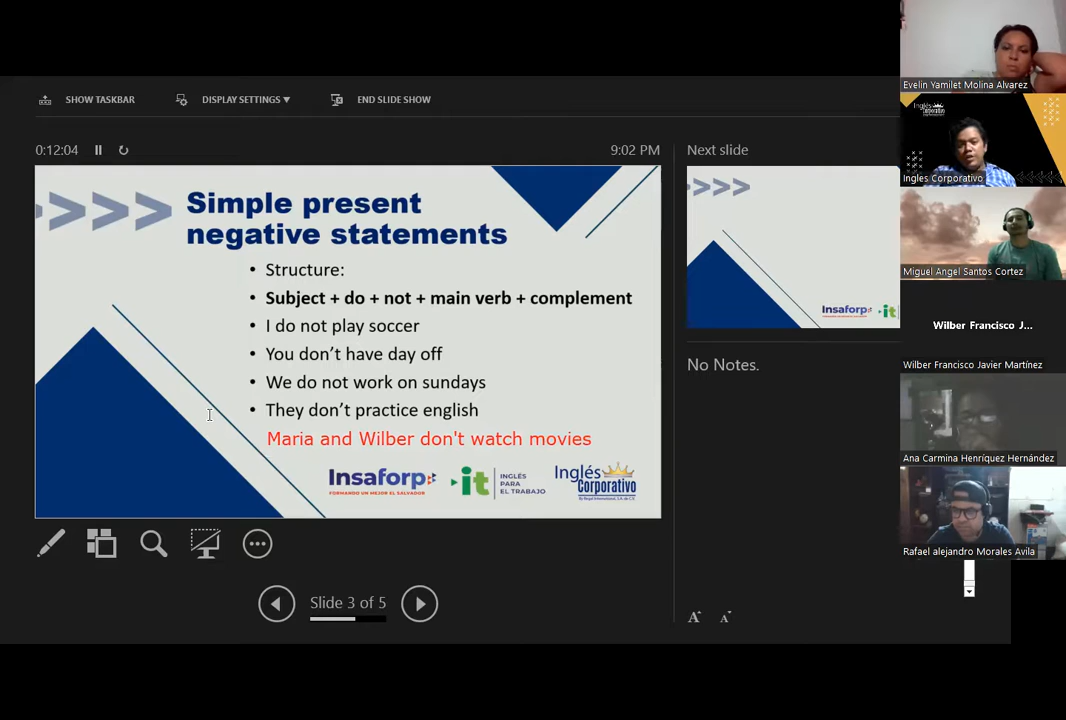 SHOW TASKBAR
DISPLAY SETTINGS ▼
END SLIDE SHOW
0:12:04
9:02 PM
Next slide
>>>
Simple present
negative statements
• Structure:
• Subject + do + not + main verb + complement
• I do not play soccer
• You don't have day off
• We do not work on sundays
• They don't practice english
Maria and Wilber don't watch movies
Insaforp
FORMANDO UN MEJOR EL SALVADOR
it
INGLÉS
PARA
EL TRABAJO
Inglés
Corporativo
>>>
Insaforp
it
No Notes.
Slide 3 of 5
A
A
Evelin Yamilet Molina Alvarez
Inglés
Corporativo
Ingles Corporativo
Miguel Angel Santos Cortez
Wilber Francisco J...
Wilber Francisco Javier Martínez
Ana Carmina Henríquez Hernández
Rafael alejandro Morales Avila